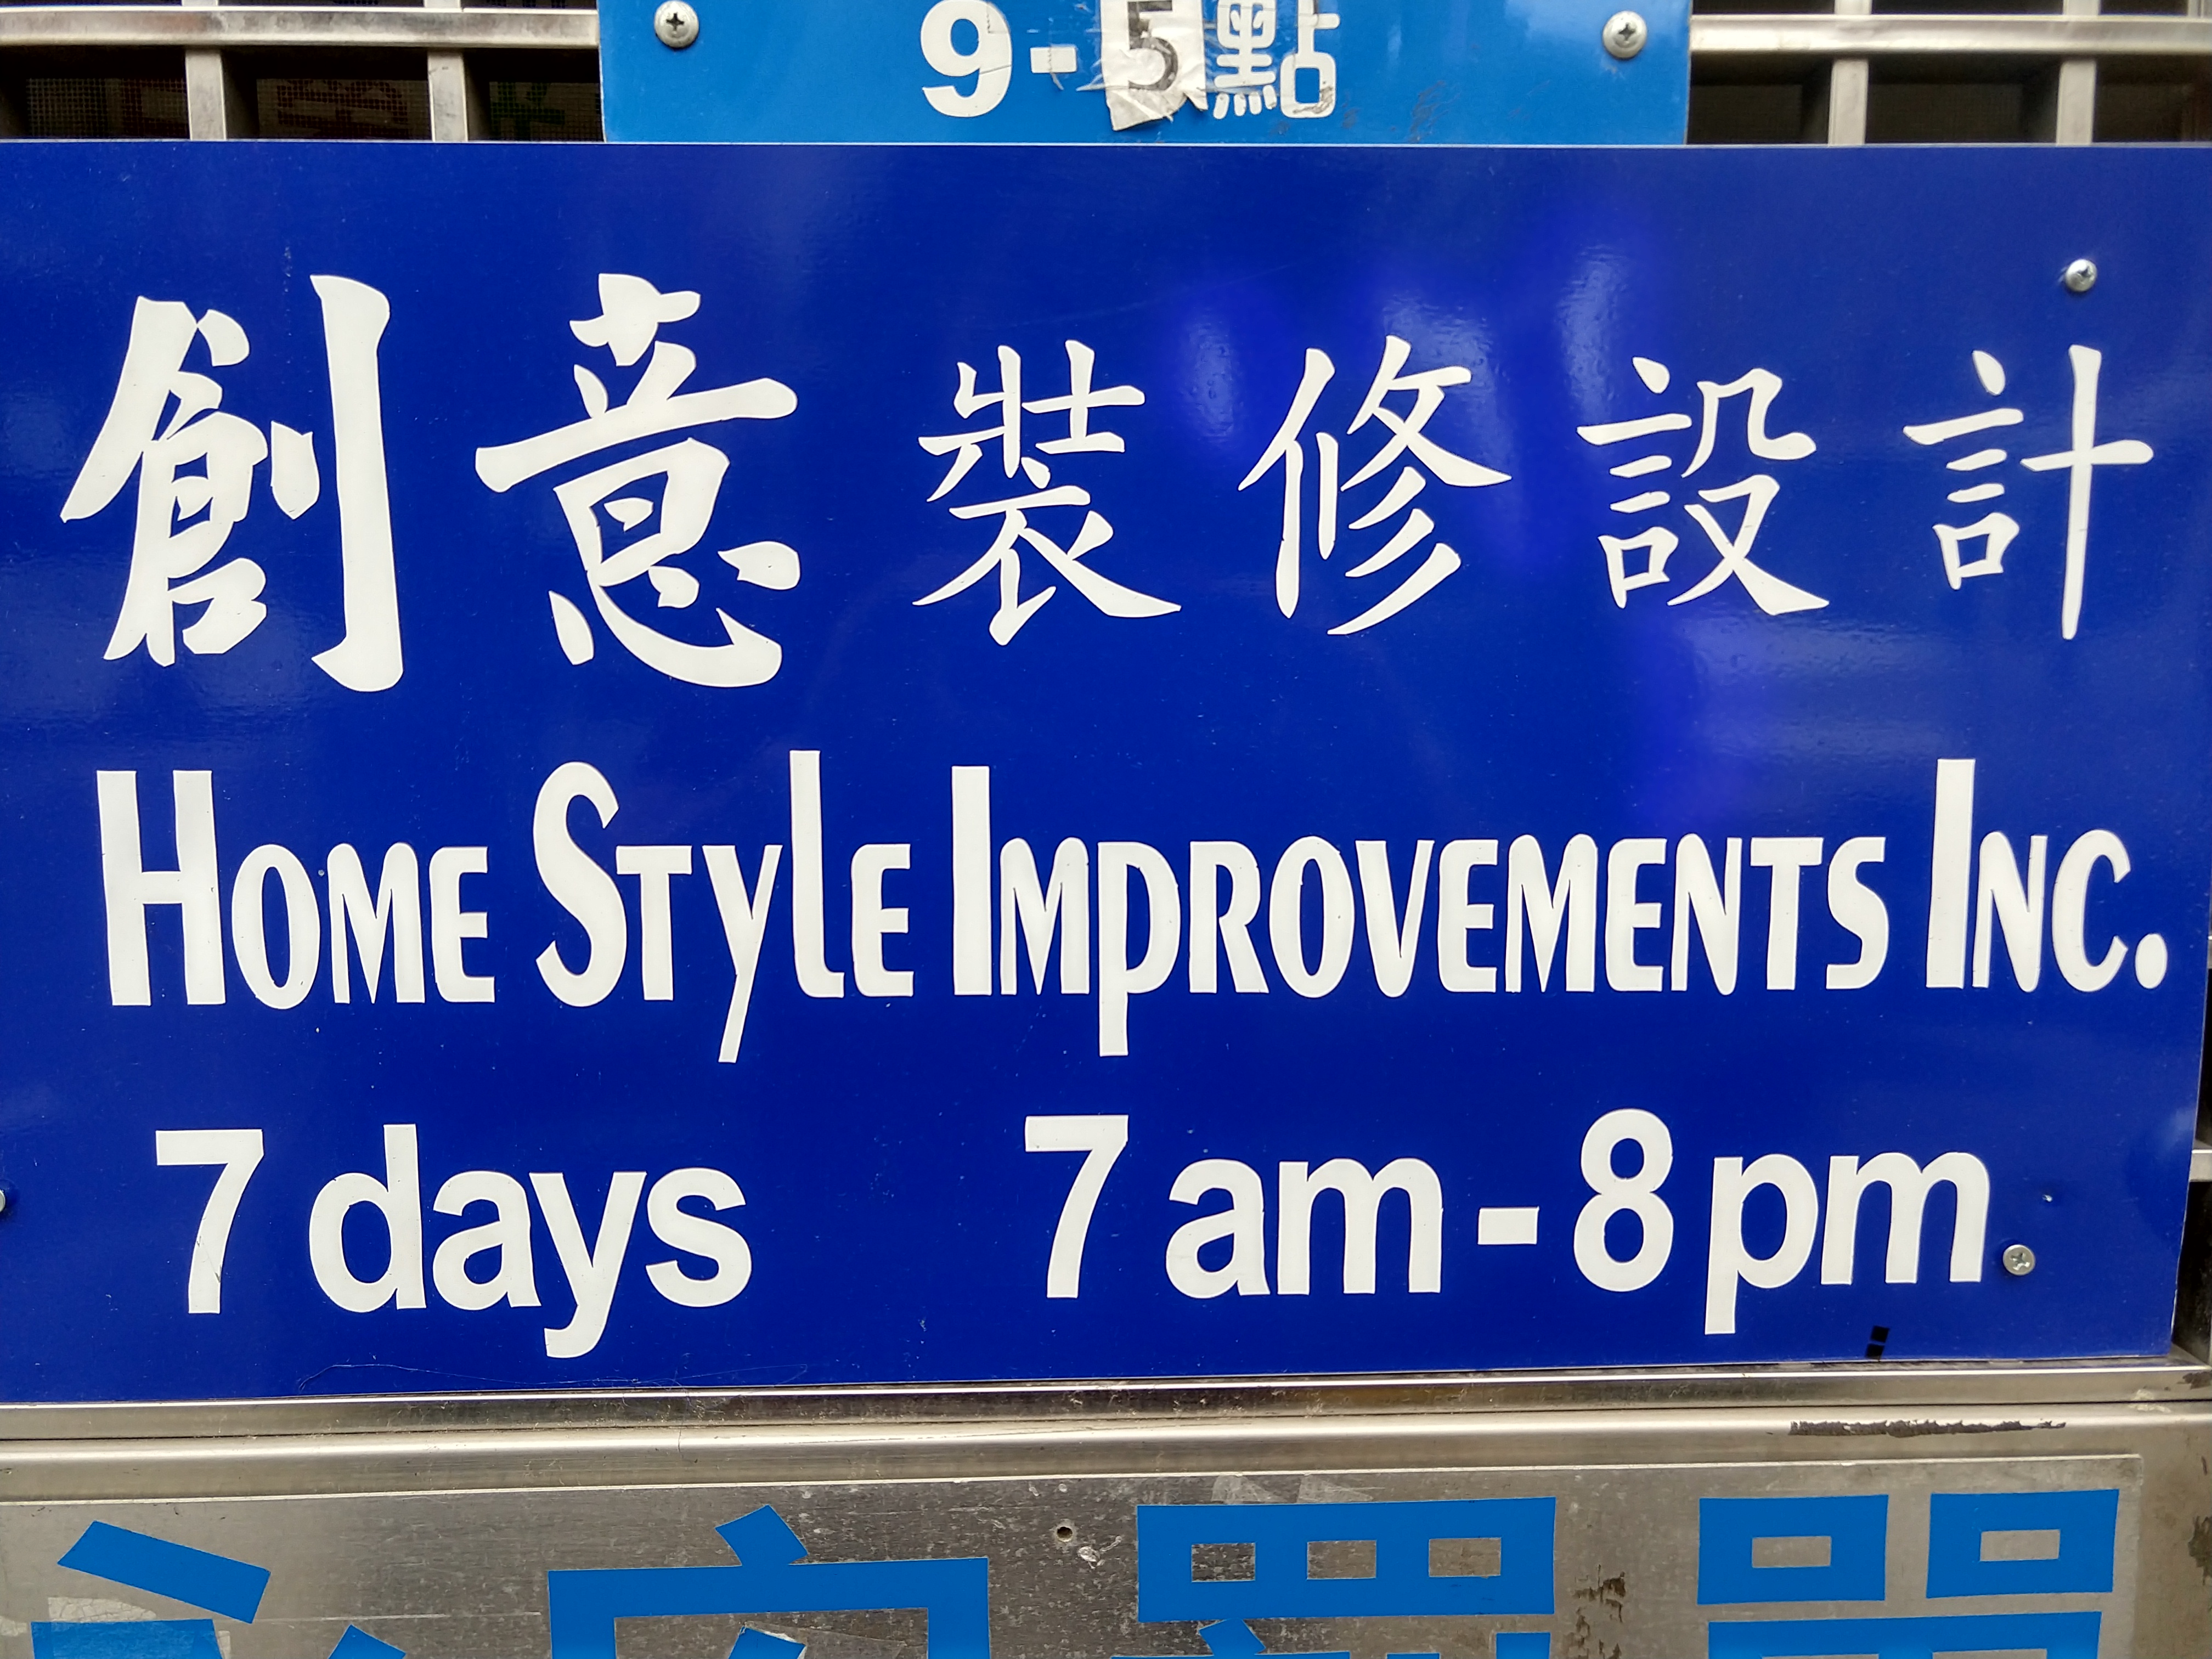 9-5點
創意裝修設計
Home Style Improvements Inc.
7 days 7 am - 8 pm